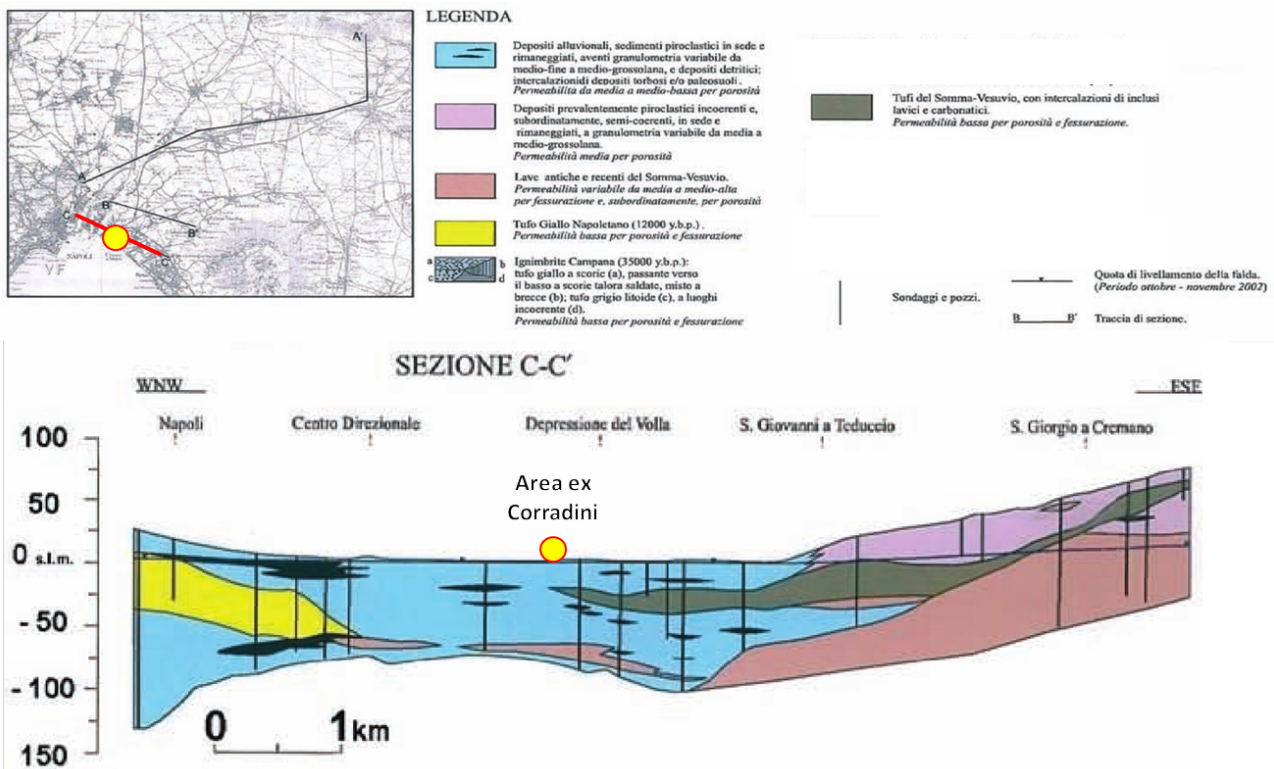 A'
A
B
B'
C
C'
NAPOLI
LEGENDA
Depositi alluvionali, sedimenti piroclastici in sede e
rimaneggiati, aventi granulometria variabile da
medio-fine a medio-grossolana, e depositi detritici;
intercalazionidi depositi torbosi e/o paleosuoli.
Permeabilita da media a medio-bassa per porosità
Depositi prevalentemente piroclastici incoerenti e,
subordinatamente, semi-coerenti, in sede e
rimaneggiati, a granulometria variabile da media a
medio-grossolana.
Permeabilità media per porosità
Lave antiche e recenti del Somma-Vesuvio.
Permeabilità variabile da media a medio-alta
per fessurazione e, subordinatamente, per porosità
Tufo Giallo Napoletano (12000 y.b.p.) .
Permeabilità bassa per porosità e fessurazione
a b
c d
Ignimbrite Campana (35000 y.b.p.):
tufo giallo a scorie (a), passante verso
il basso a scorie talora saldate, misto a
brecce (b); tufo grigio litoide (c), a luoghi
incoerente (d).
Permeabilità bassa per porosità e fessurazione
Tufi del Somma-Vesuvio, con intercalazioni di inclusi
lavici e carbonatici.
Permeabilità bassa per porosità e fessurazione.
Sondaggi e pozzi.
Quota di livellamento della falda.
(Periodo ottobre - novembre 2002)
B B' Traccia di sezione.
SEZIONE C-C'
WNW
ESE
Napoli
Centro Direzionale
Depressione del Volla
S. Giovanni a Teduccio
S. Giorgio a Cremano
Area ex
Corradini
100
50
0 s.l.m.
- 50
- 100
150
0 1 km